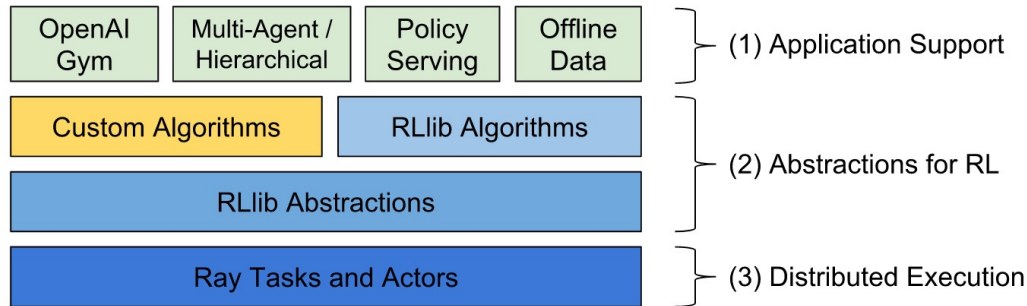 OpenAI
Gym
Multi-Agent /
Hierarchical
Policy
Serving
Offline
Data
(1) Application Support
Custom Algorithms
RLlib Algorithms
(2) Abstractions for RL
RLlib Abstractions
Ray Tasks and Actors
(3) Distributed Execution